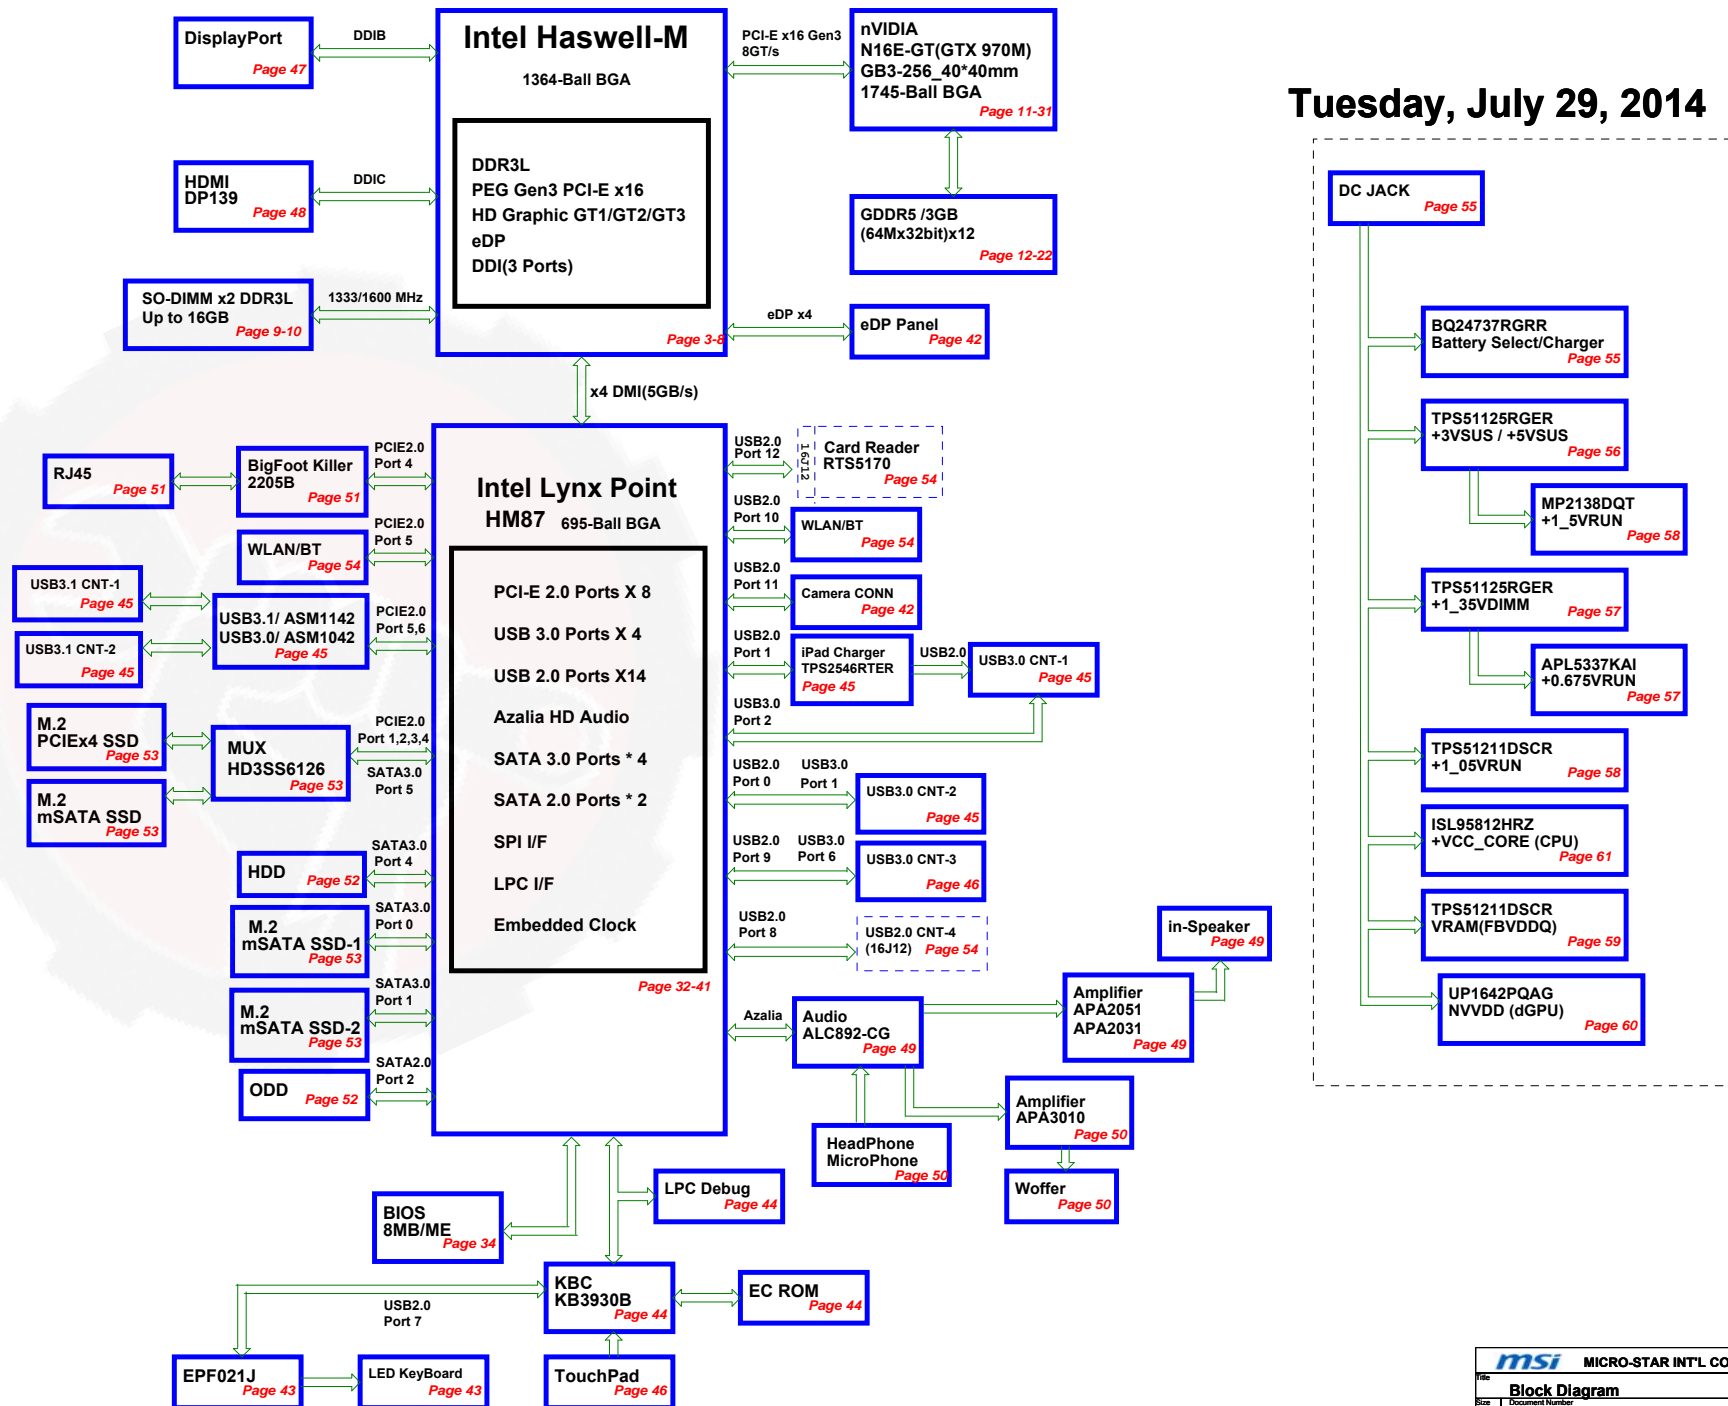 DisplayPort
Page 47
DDIB
Intel Haswell-M
1364-Ball BGA
PCI-E x16 Gen3
8GT/s
nVIDIA
N16E-GT(GTX 970M)
GB3-256_40*40mm
1745-Ball BGA
Page 11-31
Tuesday, July 29, 2014
HDMI
DP139
Page 48
DDIC
DDR3L
PEG Gen3 PCI-E x16
HD Graphic GT1/GT2/GT3
eDP
DDI(3 Ports)
GDDR5 /3GB
(64Mx32bit)x12
Page 12-22
SO-DIMM x2 DDR3L
Up to 16GB
Page 9-10
1333/1600 MHz
Page 3-8
eDP x4
eDP Panel
Page 42
x4 DMI(5GB/s)
RJ45
Page 51
BigFoot Killer
2205B
Page 51
PCIE2.0
Port 4
WLAN/BT
Page 54
PCIE2.0
Port 5
USB3.1 CNT-1
Page 45
USB3.1 CNT-2
Page 45
USB3.1/ ASM1142
USB3.0/ ASM1042
Page 45
PCIE2.0
Port 5,6
M.2
PCIEx4 SSD
Page 53
M.2
mSATA SSD
Page 53
MUX
HD3SS6126
Page 53
PCIE2.0
Port 1,2,3,4
SATA3.0
Port 5
HDD
Page 52
SATA3.0
Port 4
M.2
mSATA SSD-1
Page 53
SATA3.0
Port 0
M.2
mSATA SSD-2
Page 53
SATA3.0
Port 1
ODD
Page 52
SATA2.0
Port 2
Intel Lynx Point
HM87 695-Ball BGA
PCI-E 2.0 Ports X 8
USB 3.0 Ports X 4
USB 2.0 Ports X14
Azalia HD Audio
SATA 3.0 Ports * 4
SATA 2.0 Ports * 2
SPI I/F
LPC I/F
Embedded Clock
Page 32-41
USB2.0
Port 12
16J12
Card Reader
RTS5170
Page 54
USB2.0
Port 10
WLAN/BT
Page 54
USB2.0
Port 11
Camera CONN
Page 42
USB2.0
Port 1
iPad Charger
TPS2546RTER
Page 45
USB2.0
USB3.0 CNT-1
Page 45
USB3.0
Port 2
USB2.0
Port 0
USB3.0
Port 1
USB3.0 CNT-2
Page 45
USB2.0
Port 9
USB3.0
Port 6
USB3.0 CNT-3
Page 46
USB2.0
Port 8
USB2.0 CNT-4
(16J12)
Page 54
Azalia
Audio
ALC892-CG
Page 49
Amplifier
APA2051
APA2031
Page 49
in-Speaker
Page 49
Amplifier
APA3010
Page 50
HeadPhone
MicroPhone
Page 50
Woffer
Page 50
BIOS
8MB/ME
Page 34
LPC Debug
Page 44
KBC
KB3930B
Page 44
EC ROM
Page 44
USB2.0
Port 7
EPF021J
Page 43
LED KeyBoard
Page 43
TouchPad
Page 46
DC JACK
Page 55
BQ24737RGRR
Battery Select/Charger
Page 55
TPS51125RGER
+3VSUS / +5VSUS
Page 56
MP2138DQT
+1_5VRUN
Page 58
TPS51125RGER
+1_35VDIMM
Page 57
APL5337KAI
+0.675VRUN
Page 57
TPS51211DSCR
+1_05VRUN
Page 58
ISL95812HRZ
+VCC_CORE (CPU)
Page 61
TPS51211DSCR
VRAM(FBVDDQ)
Page 59
UP1642PQAG
NVVDD (dGPU)
Page 60
msi MICRO-STAR INT'L CO
Title
Block Diagram
Size Document Number